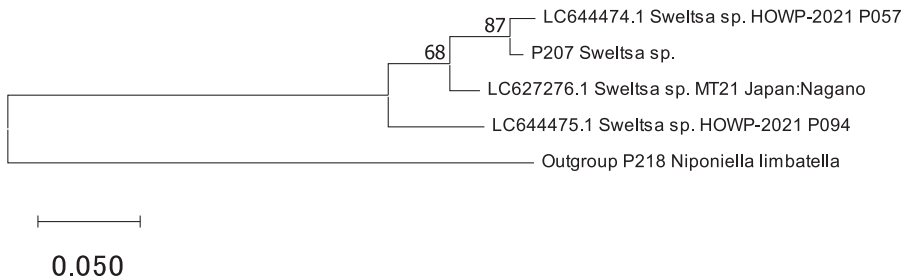 LC644474.1 Sweltsa sp. HOWP-2021 P057
87
P207 Sweltsa sp.
68
LC627276.1 Sweltsa sp. MT21 Japan:Nagano
LC644475.1 Sweltsa sp. HOWP-2021 P094
Outgroup P218 Niponiella limbatella
0.050